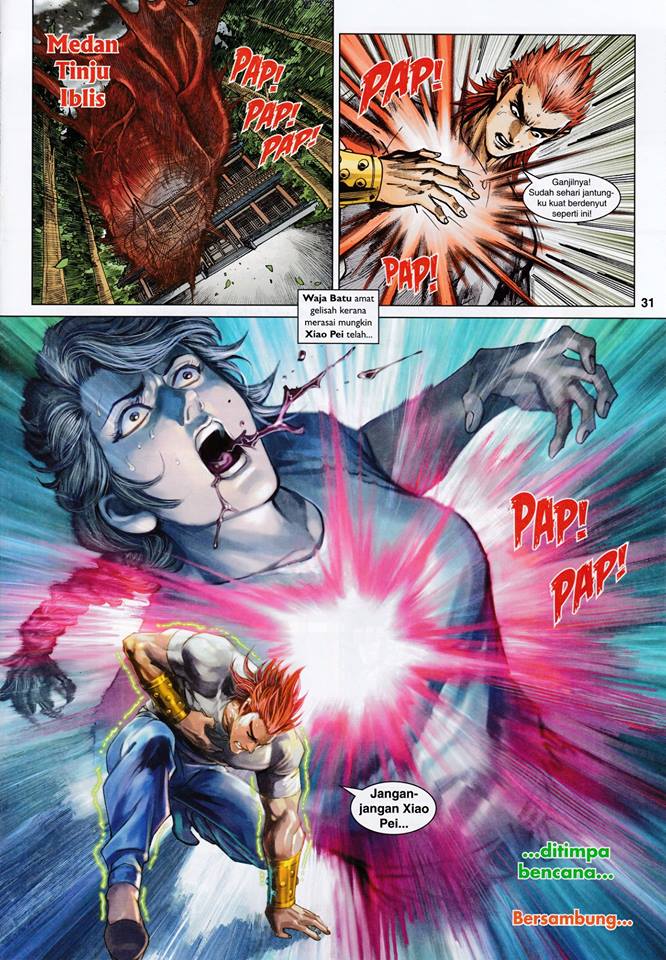 Medan
Tinju
Iblis
PAP!
PAP!
PAP!
PAP!
Ganjilnya!
Sudah sehari jantung-
ku kuat berdenyut
seperti ini!
PAP!
31
Waja Batu amat
gelisah kerana
merasai mungkin
Xiao Pei telah...
PAP!
PAP!
Jangan-
jangan Xiao
Pei...
...ditimpa
bencana...
Bersambung...